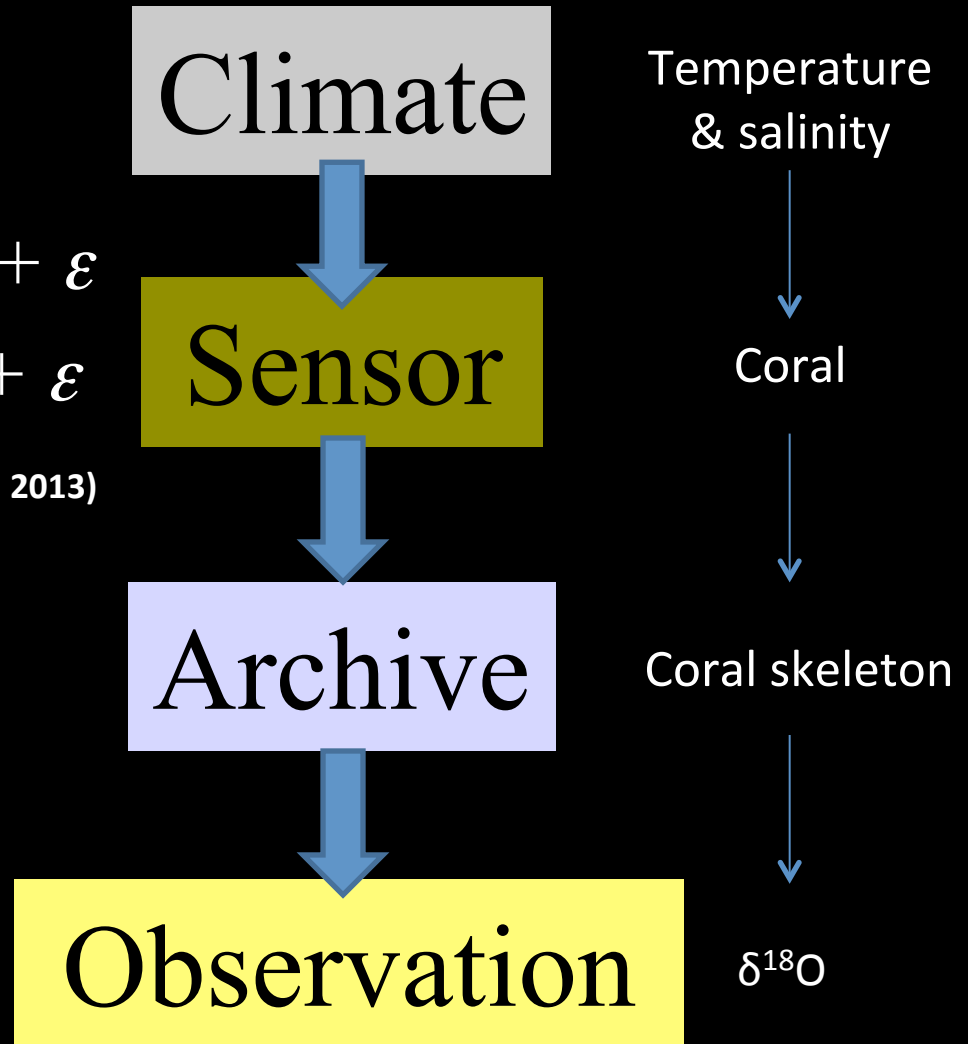 Climate
Temperature
& salinity
+ ε
Sensor
+ ε
Coral
2013)
Archive
Coral skeleton
Observation
δ¹⁸O